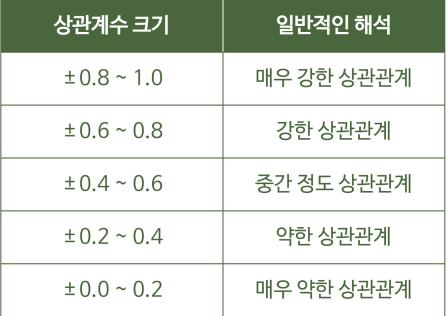 상관계수 크기 일반적인 해석
±0.8 ~ 1.0 매우 강한 상관관계
±0.6 ~ 0.8 강한 상관관계
±0.4 ~ 0.6 중간 정도 상관관계
±0.2 ~ 0.4 약한 상관관계
±0.0 ~ 0.2 매우 약한 상관관계